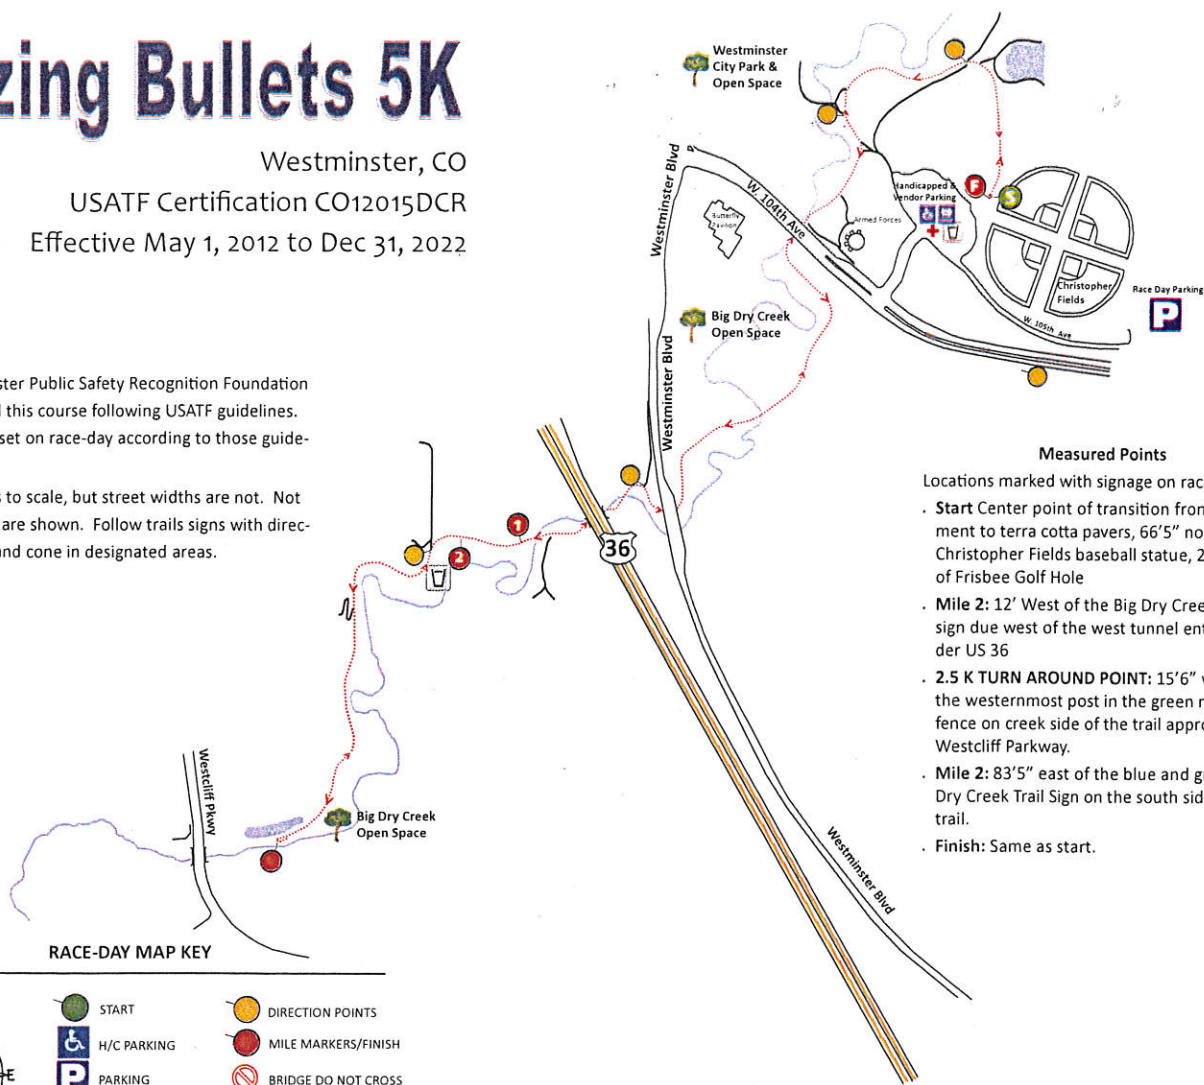 zing Bullets 5K
Westminster, CO
USATF Certification CO12015DCR
Effective May 1, 2012 to Dec 31, 2022
ster Public Safety Recognition Foundation
d this course following USATF guidelines.
set on race-day according to those guide-
s to scale, but street widths are not. Not
are shown. Follow trails signs with direc-
and cone in designated areas.
Westminster
City Park &
Open Space
Westminster Blvd
W. 104th Ave
Butterfly
Pavilion
Armed Forces
Handicapped &
Vendor Parking
F
S
Christopher
Fields
W. 105th Ave
Race Day Parking
P
Big Dry Creek
Open Space
Westminster Blvd
36
1
2
Westcliff Pkwy
Big Dry Creek
Open Space
Westminster Blvd
Measured Points
Locations marked with signage on rac
. Start Center point of transition from
ment to terra cotta pavers, 66'5" no
Christopher Fields baseball statue, 2
of Frisbee Golf Hole
. Mile 2: 12' West of the Big Dry Cree
sign due west of the west tunnel ent
der US 36
. 2.5 K TURN AROUND POINT: 15'6" w
the westernmost post in the green r
fence on creek side of the trail appro
Westcliff Parkway.
. Mile 2: 83'5" east of the blue and g
Dry Creek Trail Sign on the south sid
trail.
. Finish: Same as start.
RACE-DAY MAP KEY
START
DIRECTION POINTS
H/C PARKING
MILE MARKERS/FINISH
E
P
PARKING
BRIDGE DO NOT CROSS